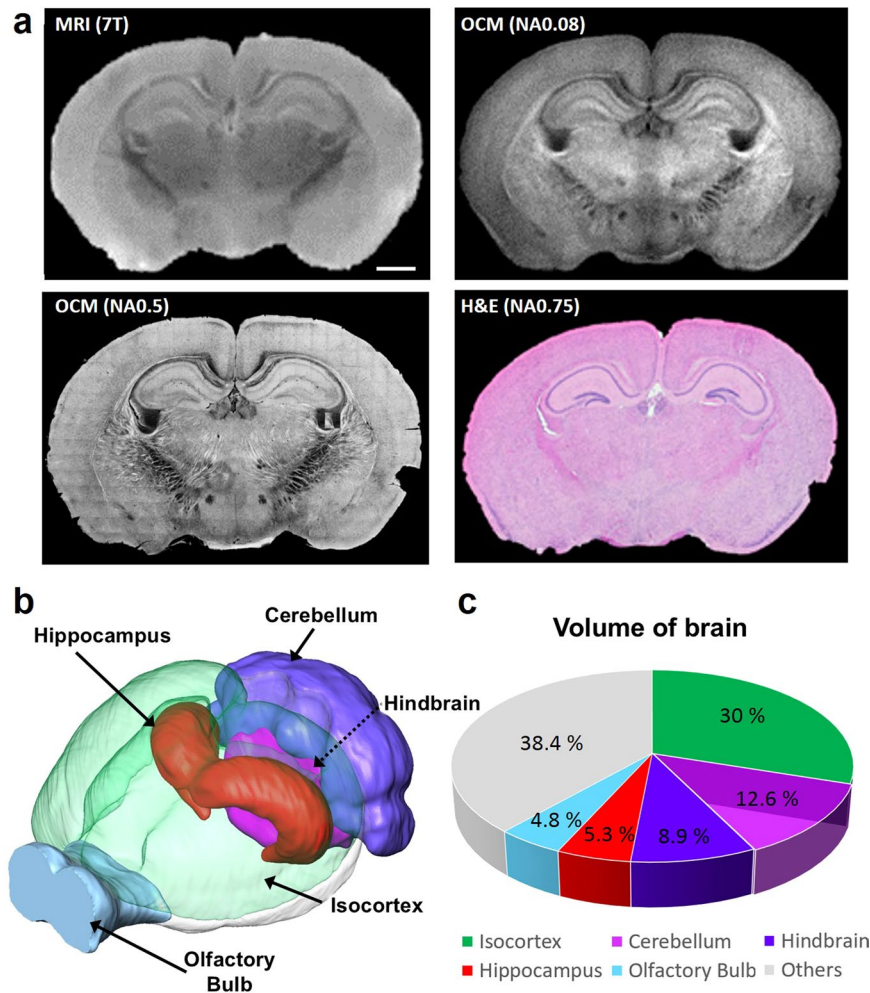 a
MRI (7T)
OCM (NA0.08)
OCM (NA0.5)
H&E (NA0.75)
b
Hippocampus
Cerebellum
Hindbrain
Isocortex
Olfactory
Bulb
c
Volume of brain
30 %
12.6 %
8.9 %
5.3 %
4.8 %
38.4 %
Isocortex
Cerebellum
Hindbrain
Hippocampus
Olfactory Bulb
Others